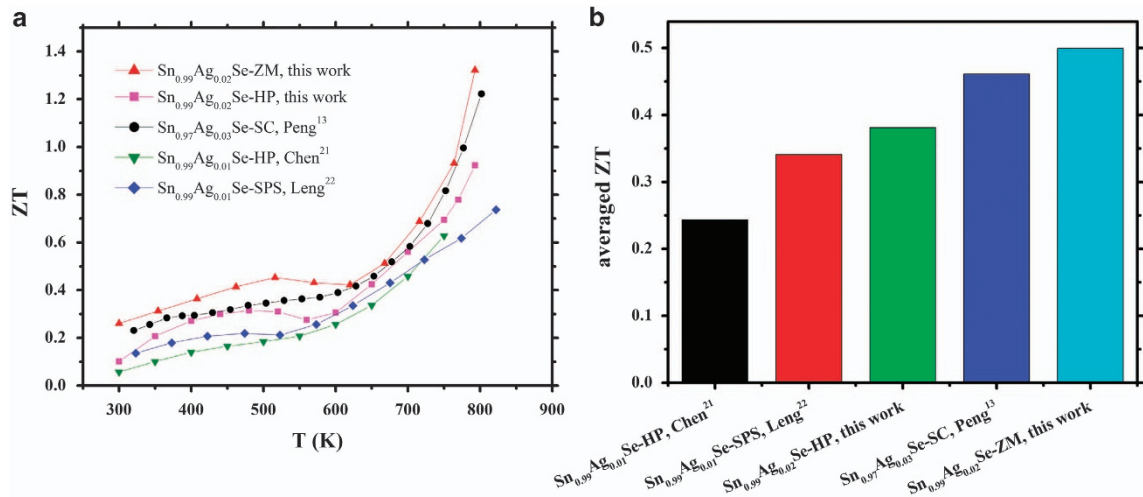 a
ZT
1.4
1.2
1.0
0.8
0.6
0.4
0.2
0.0
Sn0.99Ag0.02Se-ZM, this work
Sn0.99Ag0.02Se-HP, this work
Sn0.97Ag0.03Se-SC, Peng13
Sn0.99Ag0.01Se-HP, Chen21
Sn0.99Ag0.01Se-SPS, Leng22
300 400 500 600 700 800 900
T (K)
b
averaged ZT
0.5
0.4
0.3
0.2
0.1
0.0
Sn0.99Ag0.01Se-HP, Chen21
Sn0.99Ag0.01Se-SPS, Leng22
Sn0.99Ag0.02Se-HP, this work
Sn0.97Ag0.03Se-SC, Peng13
Sn0.99Ag0.02Se-ZM, this work